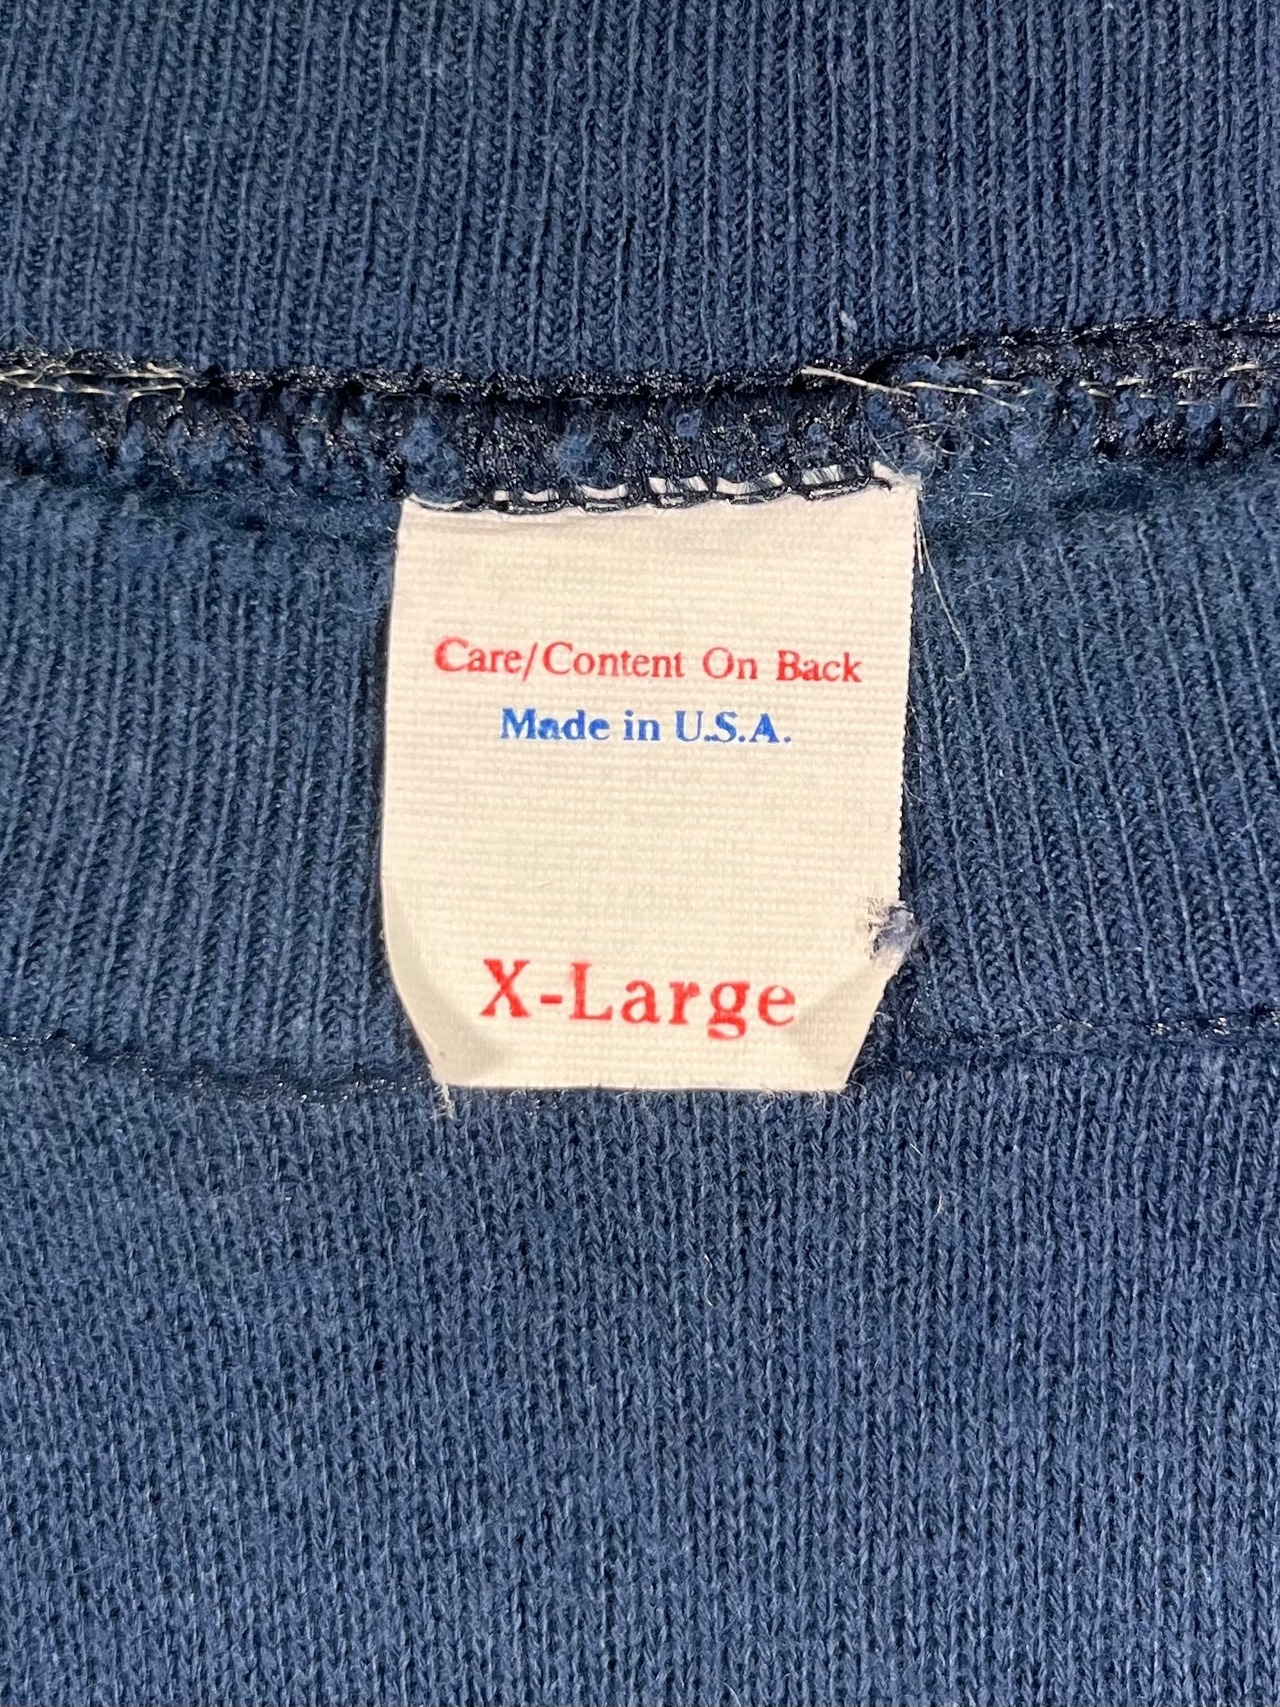 Care/Content On Back
Made in U.S.A.
X-Large